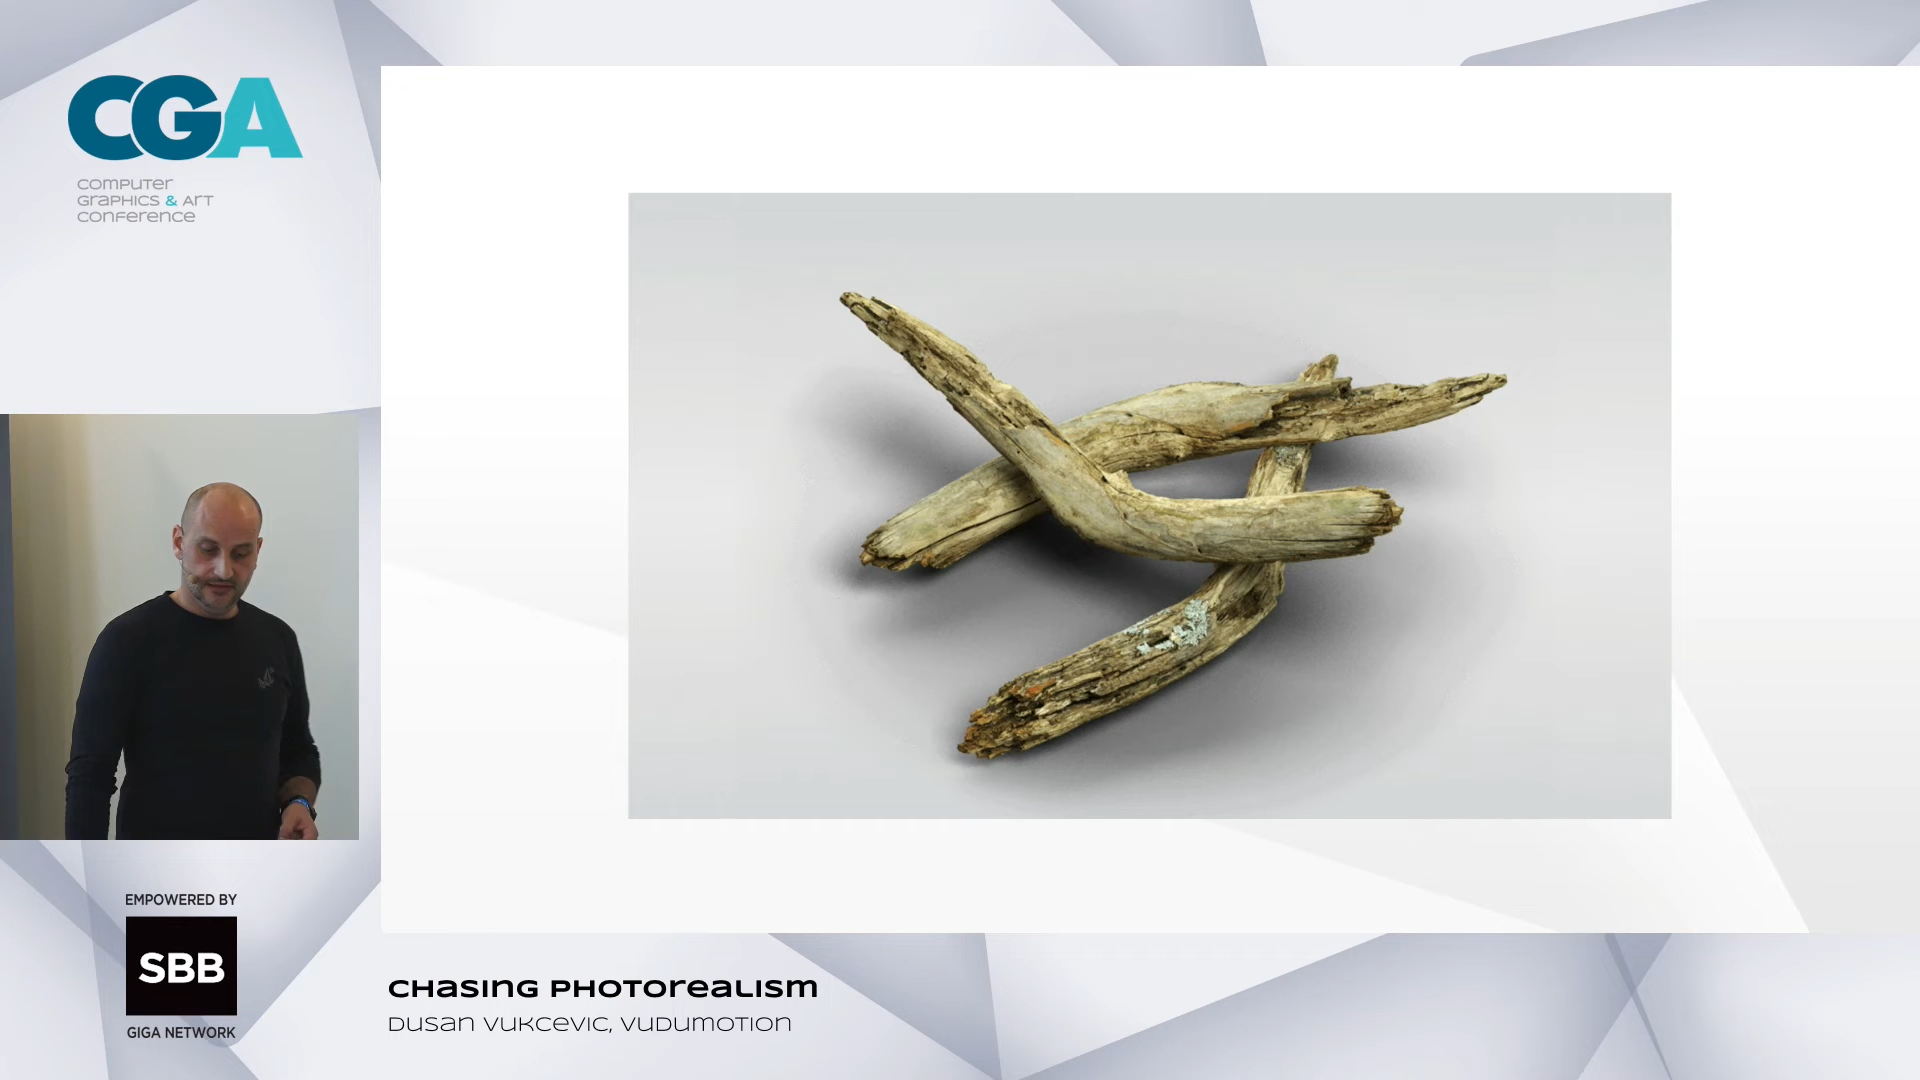 CGA
COMPUTER
GRAPHICS & ART
CONFERENCE
EMPOWERED BY
SBB
GIGA NETWORK
CHASING PHOTOREALISM
DUSAN VUKCEVIC, VUDUMOTION